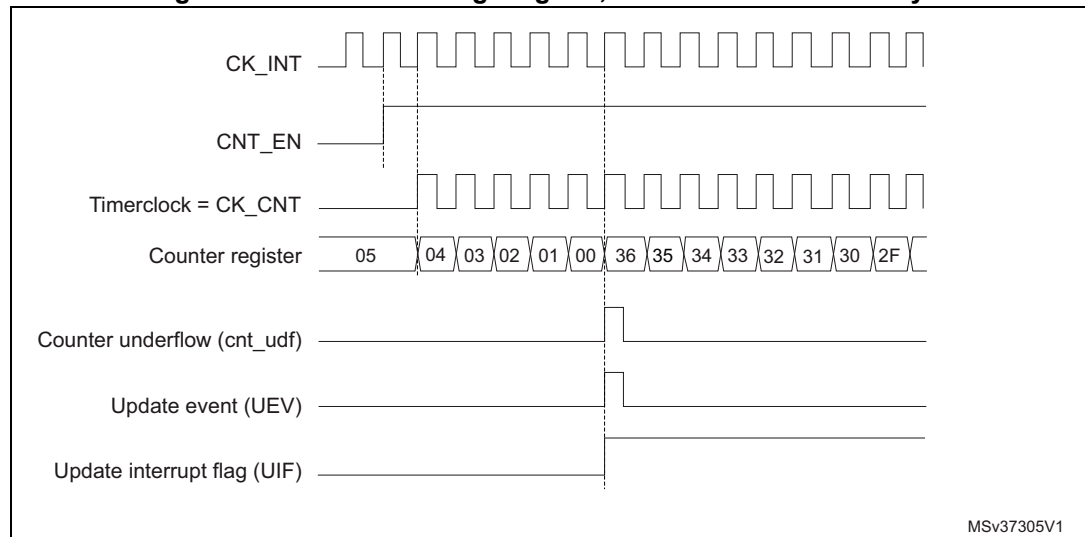 CK_INT
CNT_EN
Timerclock = CK_CNT
Counter register 05 04 03 02 01 00 36 35 34 33 32 31 30 2F
Counter underflow (cnt_udf)
Update event (UEV)
Update interrupt flag (UIF)
MSv37305V1